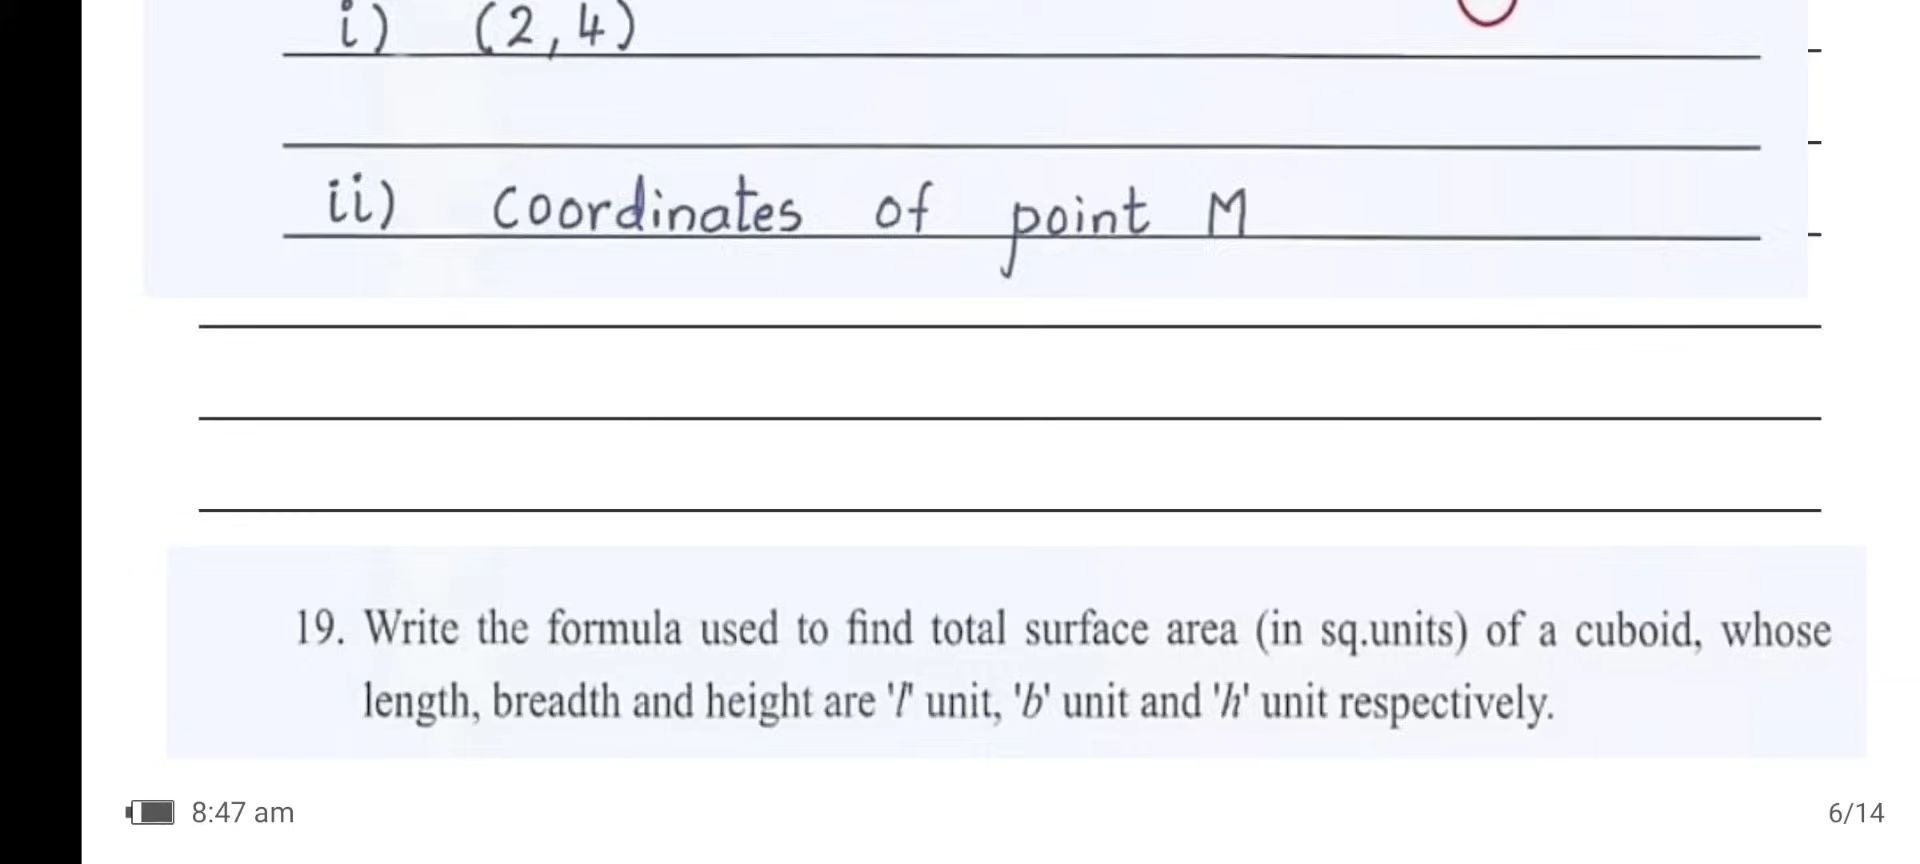 i) (2,4)
ii) Coordinates of point M
19. Write the formula used to find total surface area (in sq.units) of a cuboid, whose
length, breadth and height are 'l' unit, 'b' unit and 'h' unit respectively.
8:47 am
6/14